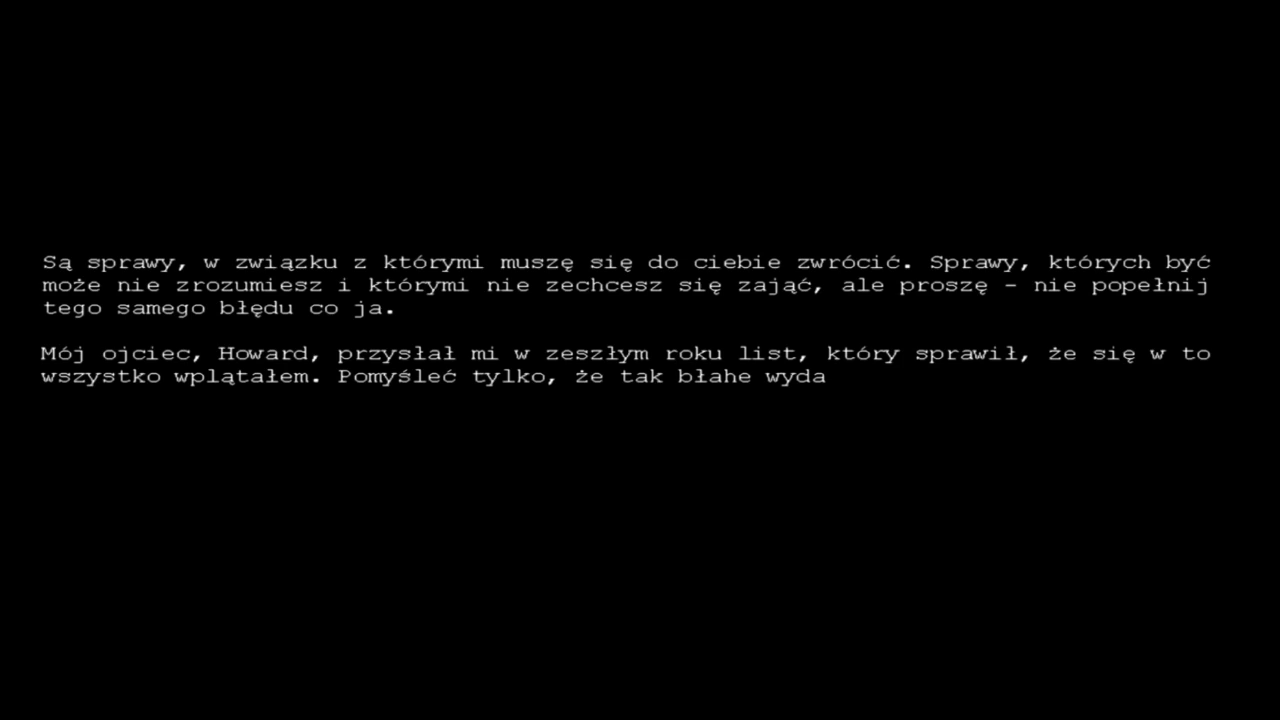 Są sprawy, w związku z którymi muszę się do ciebie zwrócić. Sprawy, których być
może nie zrozumiesz i którymi nie zechcesz się zająć, ale proszę - nie popełnij
tego samego błędu co ja.
Mój ojciec, Howard, przysłał mi w zeszłym roku list, który sprawił, że się w to
wszystko wplątałem. Pomyśleć tylko, że tak błahe wyda